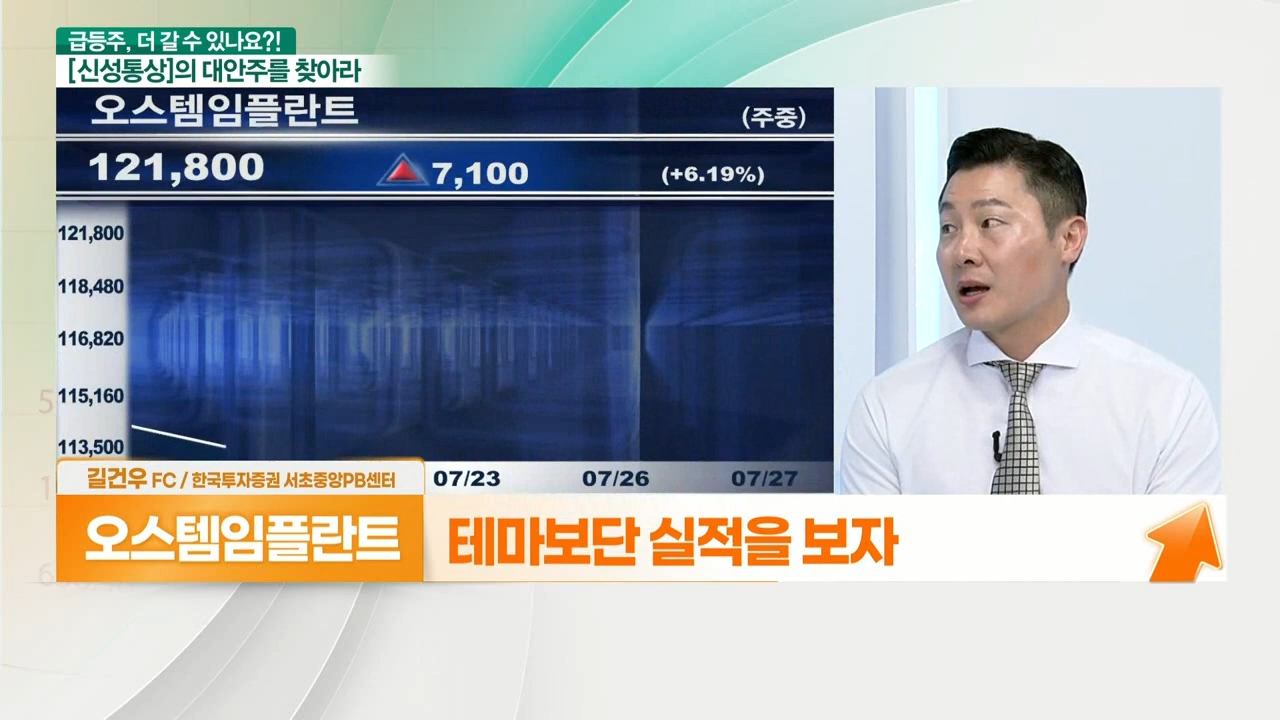 급등주, 더 갈 수 있나요?!
[신성통상]의 대안주를 찾아라
오스템임플란트 (주중)
121,800 ▲ 7,100 (+6.19%)
121,800
118,480
116,820
115,160
113,500
07/23 07/26 07/27
길건우 FC / 한국투자증권 서초중앙PB센터
오스템임플란트 테마보단 실적을 보자
5
1
6